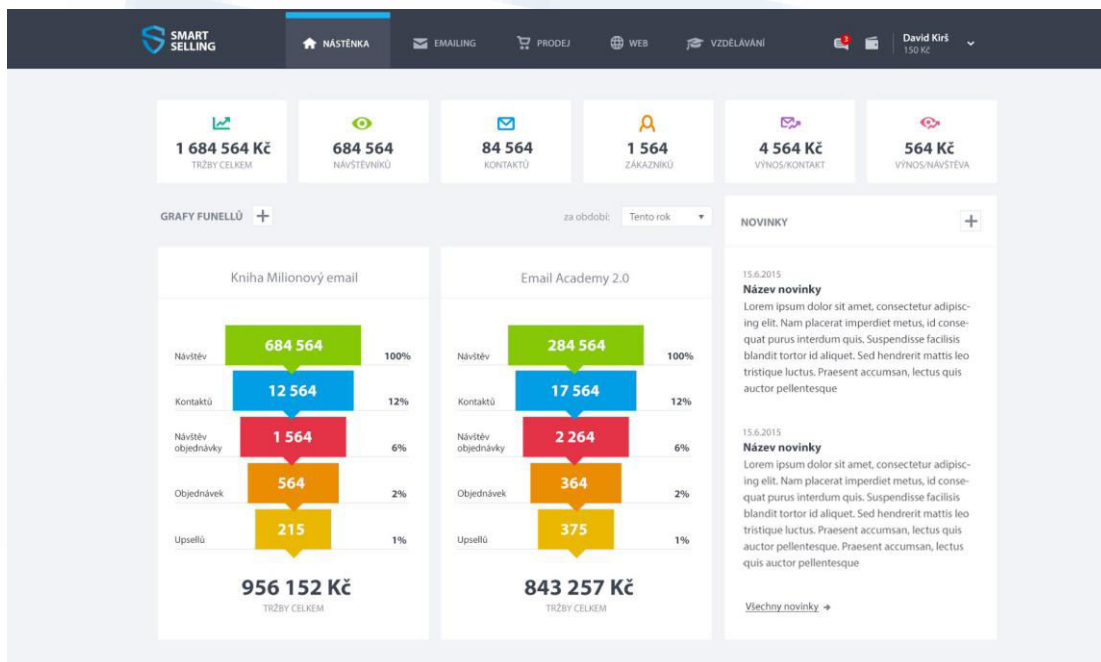 SMART
SELLING
NÁSTĚNKA
EMAILING
PRODEJ
WEB
VZDĚLÁVÁNÍ
3
David Kirš
150 Kč
1 684 564 Kč
TRŽBY CELKEM
684 564
NÁVŠTĚVNÍKŮ
84 564
KONTAKTŮ
1 564
ZÁKAZNÍKŮ
4 564 Kč
VÝNOS/KONTAKT
564 Kč
VÝNOS/NÁVŠTĚVA
GRAFY FUNELLŮ
za období:
Tento rok
Kniha Milionový email
Návštěv
684 564
100%
Kontaktů
12 564
12%
Návštěv
objednávky
1 564
6%
Objednávek
564
2%
Upsellů
215
1%
956 152 Kč
TRŽBY CELKEM
Email Academy 2.0
Návštěv
284 564
100%
Kontaktů
17 564
12%
Návštěv
objednávky
2 264
6%
Objednávek
364
2%
Upsellů
375
1%
843 257 Kč
TRŽBY CELKEM
NOVINKY
15.6.2015
Název novinky
Lorem ipsum dolor sit amet, consectetur adipisc-
ing elit. Nam placerat imperdiet metus, id conse-
quat purus interdum quis. Suspendisse facilisis
blandit tortor id aliquet. Sed hendrerit mattis leo
tristique luctus. Praesent accumsan, lectus quis
auctor pellentesque
15.6.2015
Název novinky
Lorem ipsum dolor sit amet, consectetur adipisc-
ing elit. Nam placerat imperdiet metus, id conse-
quat purus interdum quis. Suspendisse facilisis
blandit tortor id aliquet. Sed hendrerit mattis leo
tristique luctus. Praesent accumsan, lectus quis
auctor pellentesque. Praesent accumsan, lectus
quis auctor pellentesque
Všechny novinky